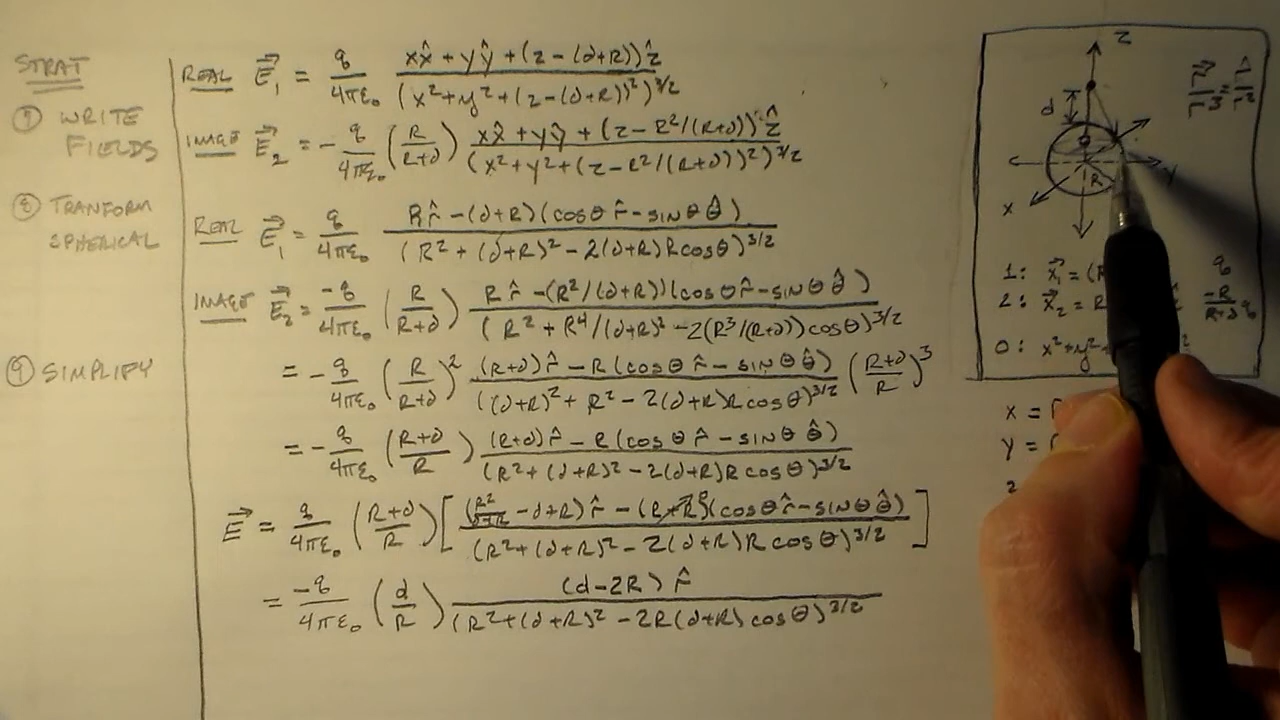 STRAT
⑦ WRITE FIELDS
⑧ TRANFORM SPHERICAL
⑨ SIMPLIFY
REAL E⃗₁ = q/4πε₀ (xx̂ + yŷ + (z-(d+R))ẑ)/(x²+y²+(z-(d+R))²)^3/2
IMAGE E⃗₂ = -q/4πε₀ (R/R+d) (xx̂ + yŷ + (z-R²/(R+d))ẑ)/(x²+y²+(z-R²/(R+d))²)^3/2
REAL E⃗₁ = q/4πε₀ (Rr̂ -(d+R)(cosθ r̂ - sinθ θ̂))/(R² + (d+R)² - 2(d+R)R cosθ)^3/2
IMAGE E⃗₂ = -q/4πε₀ (R/R+d) (R r̂ -(R²/(d+R))(cosθ r̂ - sinθ θ̂))/(R² + R⁴/(d+R)² - 2(R³/(R+d))cosθ)^3/2
= -q/4πε₀ (R/R+d)² ((R+d)r̂ - R(cosθ r̂ - sinθ θ̂))/((d+R)² + R² - 2(d+R)R cosθ)^3/2 (R+d/R)³
= -q/4πε₀ (R+d/R) ((R+d)r̂ - R(cosθ r̂ - sinθ θ̂))/(R² + (d+R)² - 2(d+R)R cosθ)^3/2
E⃗ = q/4πε₀ (R+d/R) [((R²/d+R - d+R) r̂ - (R-R)(cosθ r̂ - sinθ θ̂))/(R² + (d+R)² - 2(d+R)R cosθ)^3/2]
= -q/4πε₀ (d/R) (d-2R) r̂/(R²+(d+R)² - 2R(d+R) cosθ)^3/2
z
r⃗/r³ = r̂/r²
d
y
R
x
1: x⃗₁ = (R q
2: x⃗₂ = R -R/R+d q
0: x²+y²+ ²
x =
y =
z